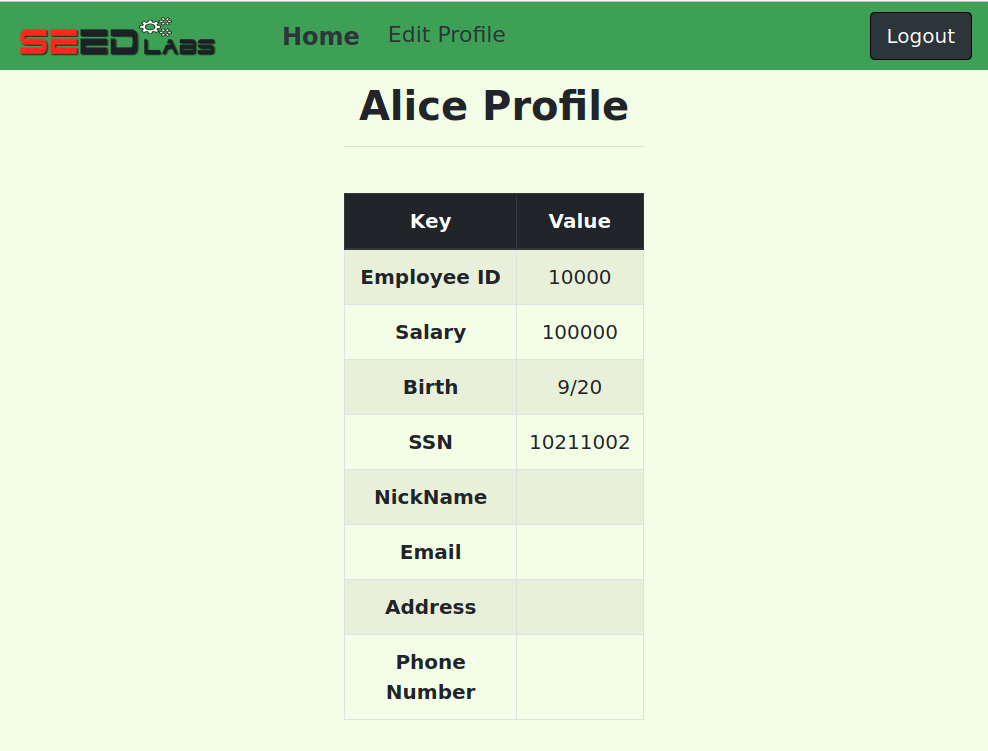 SEED LABS Home Edit Profile Logout
Alice Profile
Key Value
Employee ID 10000
Salary 100000
Birth 9/20
SSN 10211002
NickName
Email
Address
Phone
Number